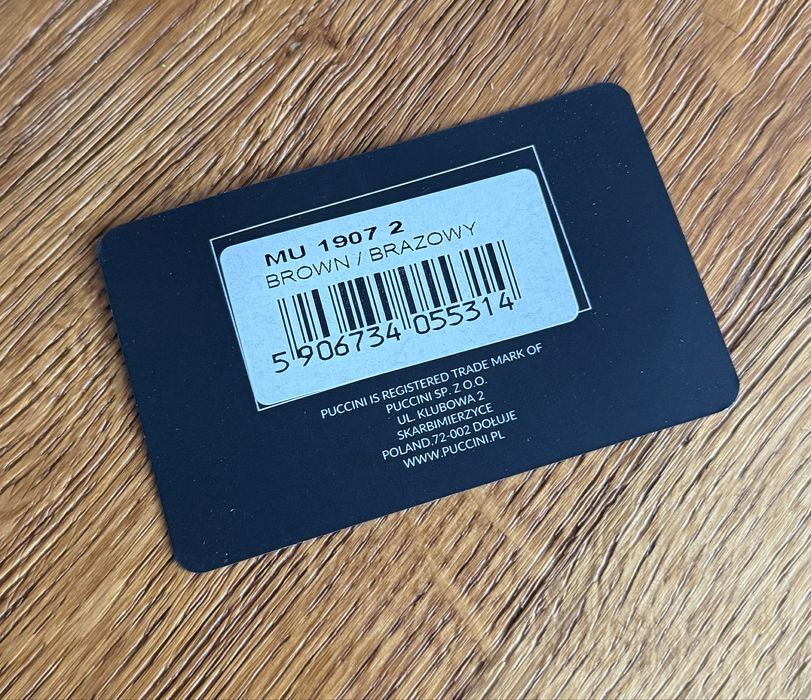 MU 1907 2
BROWN / BRAZOWY
5 906734 055314
PUCCINI IS REGISTERED TRADE MARK OF
PUCCINI SP. Z O.O.
UL. KLUBOWA 2
SKARBIMIERZYCE
POLAND.72-002 DOŁUJE
WWW.PUCCINI.PL